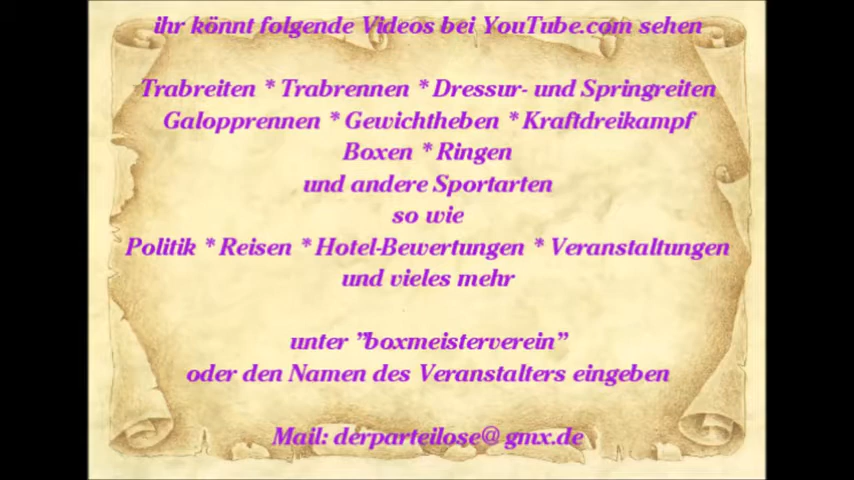 ihr könnt folgende Videos bei YouTube.com sehen
Trabreiten * Trabrennen * Dressur- und Springreiten
Galopprennen * Gewichtheben * Kraftdreikampf
Boxen * Ringen
und andere Sportarten
so wie
Politik * Reisen * Hotel-Bewertungen * Veranstaltungen
und vieles mehr
unter "boxmeisterverein"
oder den Namen des Veranstalters eingeben
Mail: derparteilose@gmx.de